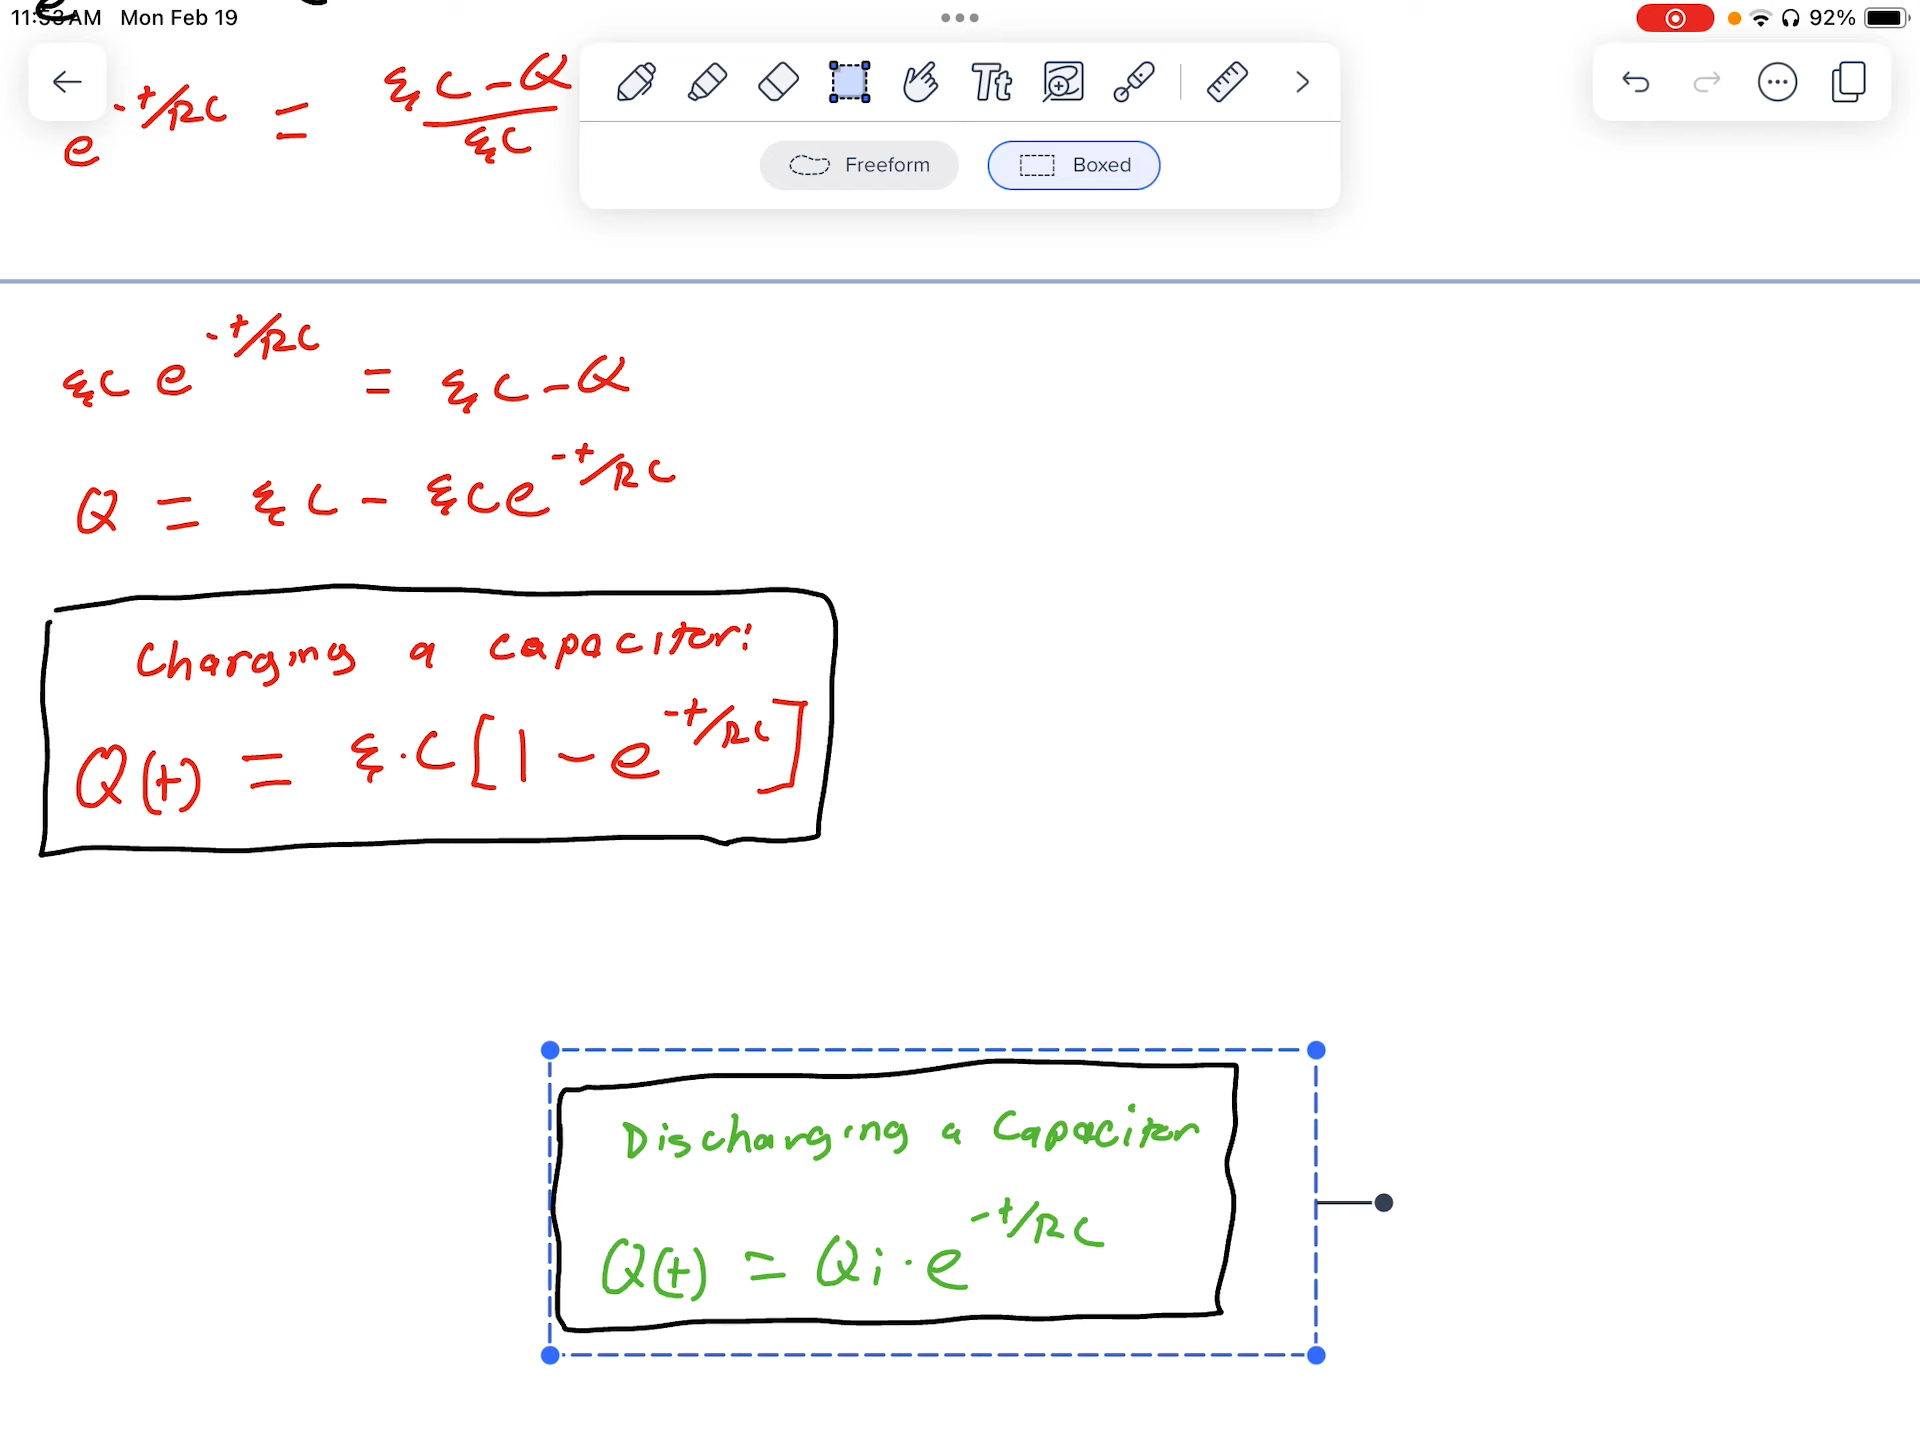 11:53 AM Mon Feb 19
92%
e^-t/RC = ℰC-Q/ℰC
Tt
Freeform Boxed
ℰC e^-t/RC = ℰC-Q
Q = ℰC - ℰCe^-t/RC
Charging a capacitor:
Q(t) = ℰ·C[1-e^-t/RC]
Discharging a Capacitor
Q(t) = Qi·e^-t/RC